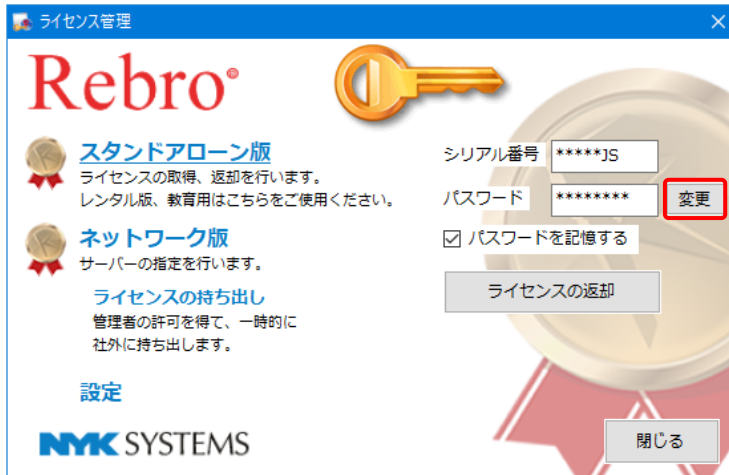 ライセンス管理
Rebro
スタンドアローン版
ライセンスの取得、返却を行います。
レンタル版、教育用はこちらをご使用ください。
ネットワーク版
サーバーの指定を行います。
ライセンスの持ち出し
管理者の許可を得て、一時的に
社外に持ち出します。
設定
NYK SYSTEMS
シリアル番号 *****JS
パスワード ******** 変更
パスワードを記憶する
ライセンスの返却
閉じる